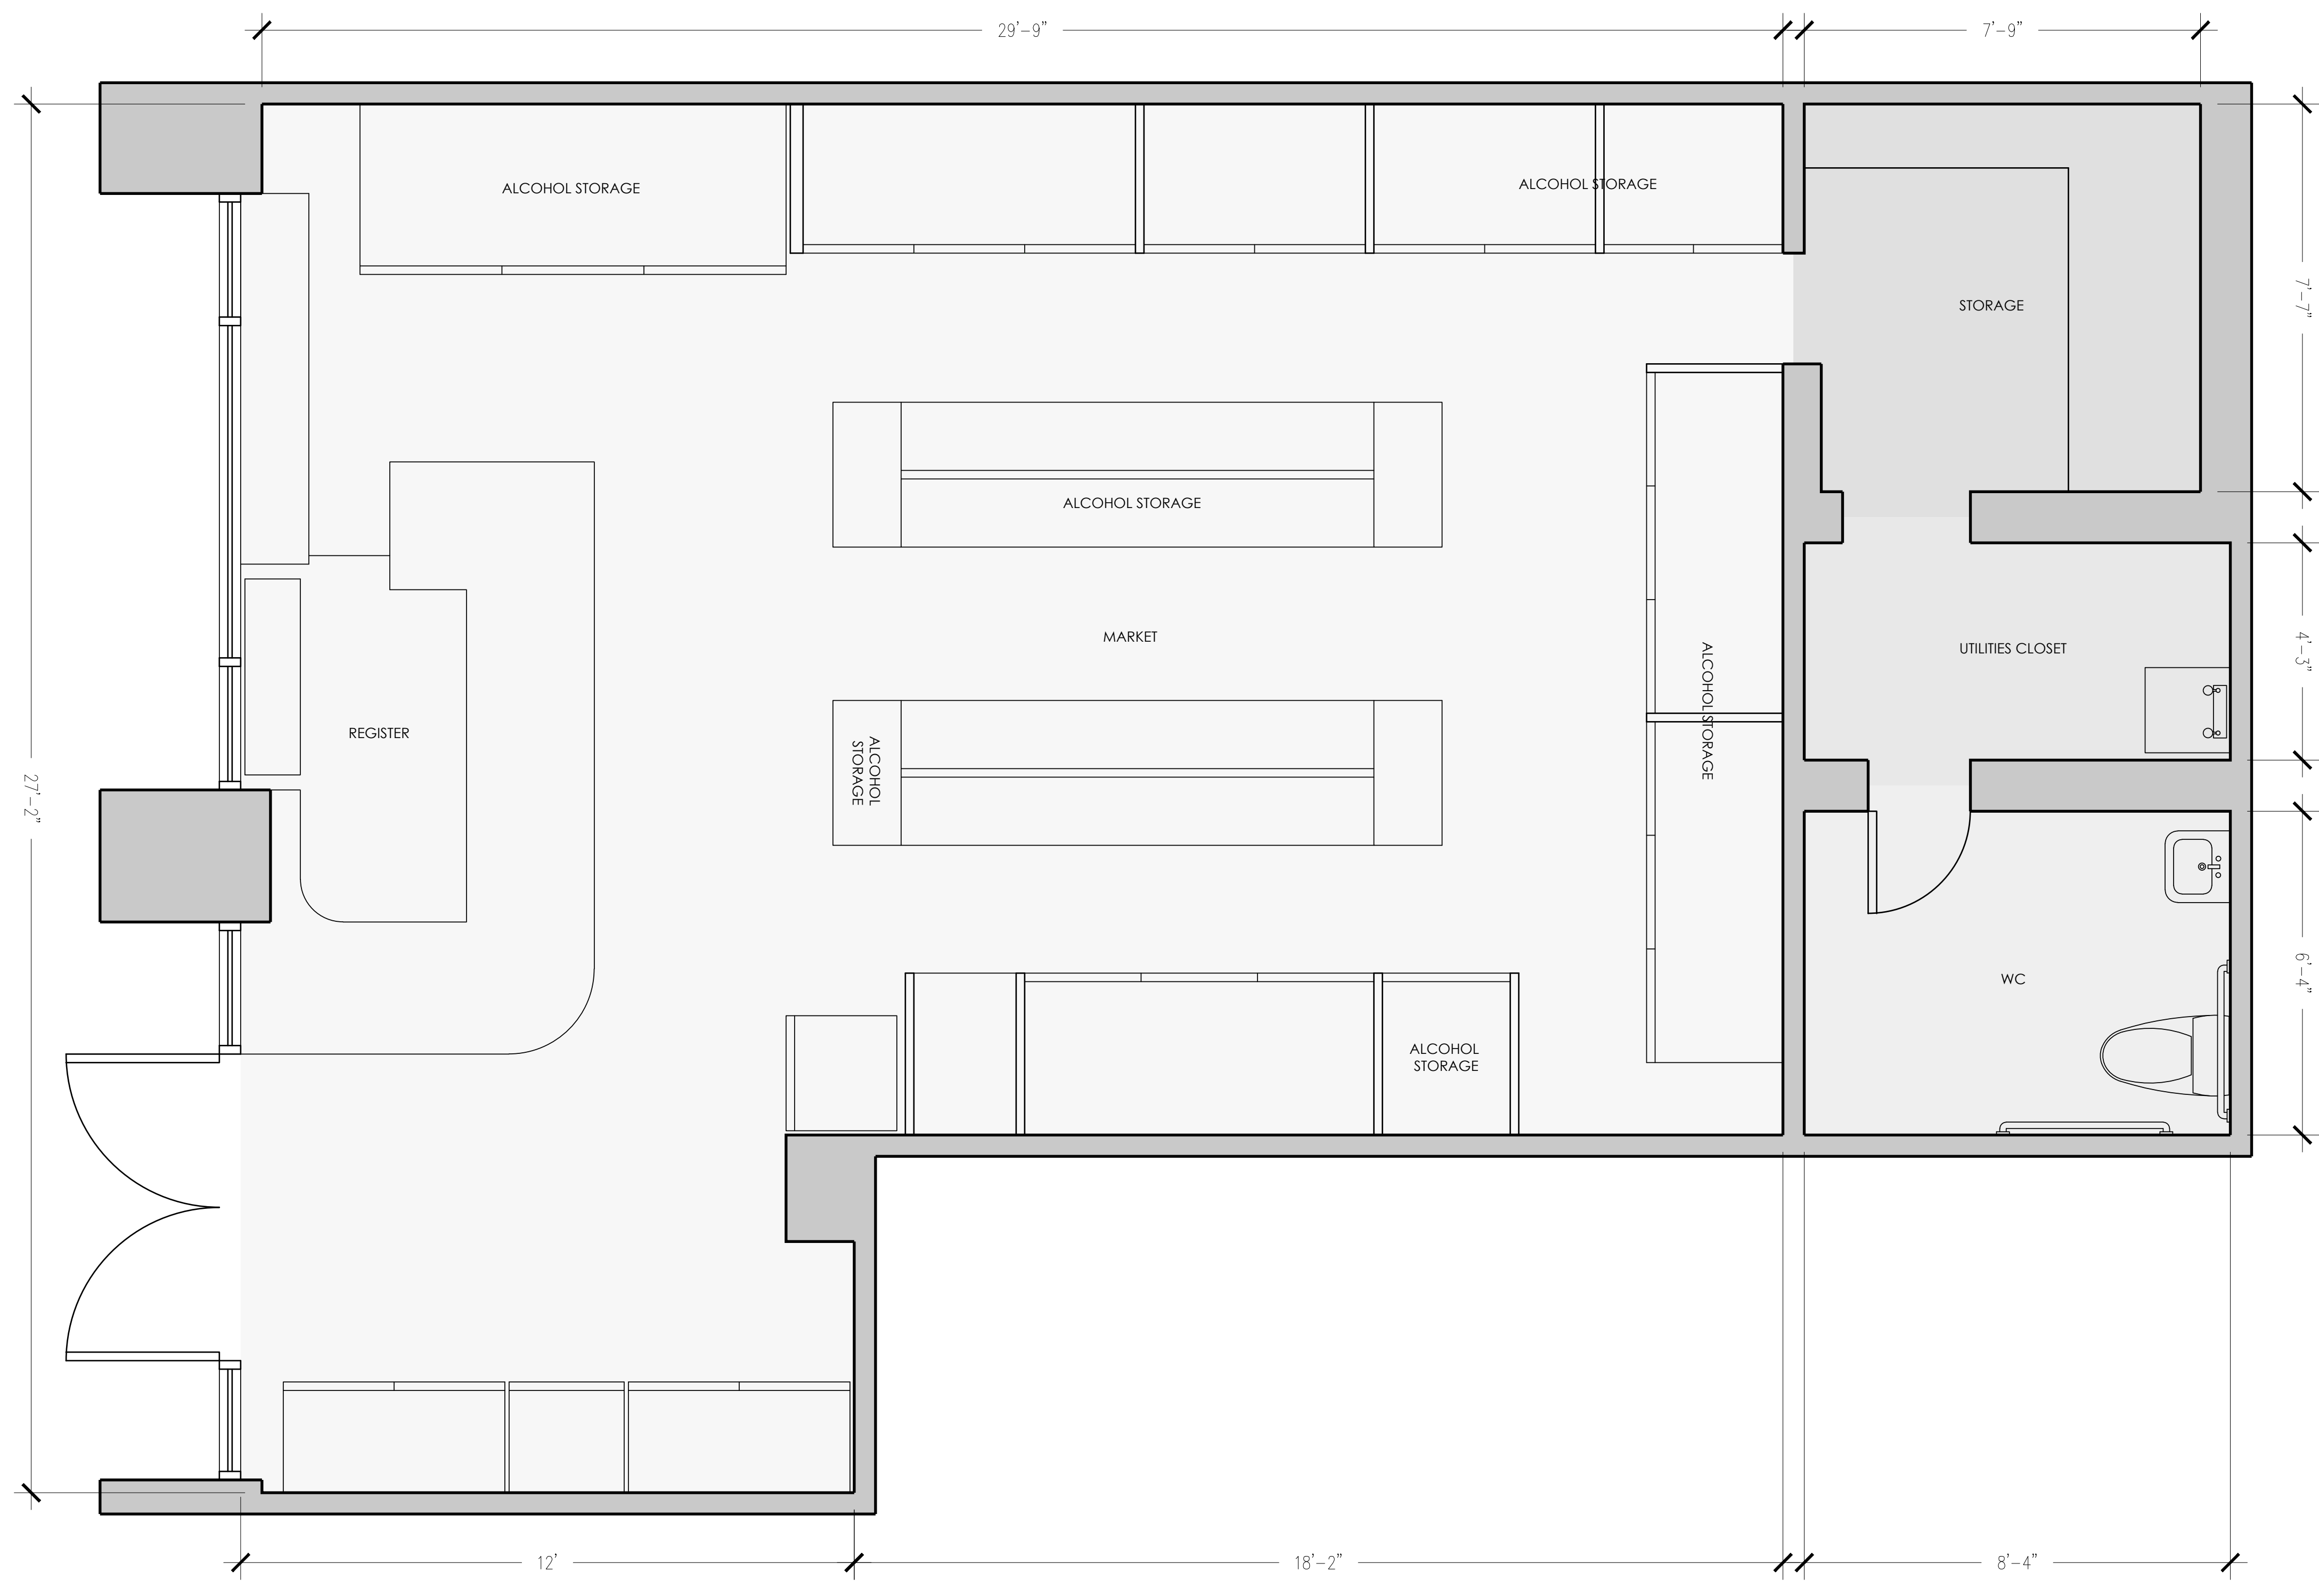 29'-9"
7'-9"
ALCOHOL STORAGE
ALCOHOL STORAGE
STORAGE
7'-7"
ALCOHOL STORAGE
MARKET
UTILITIES CLOSET
4'-3"
ALCOHOL STORAGE
REGISTER
ALCOHOL
STORAGE
27'-2"
WC
6'-4"
ALCOHOL
STORAGE
12'
18'-2"
8'-4"